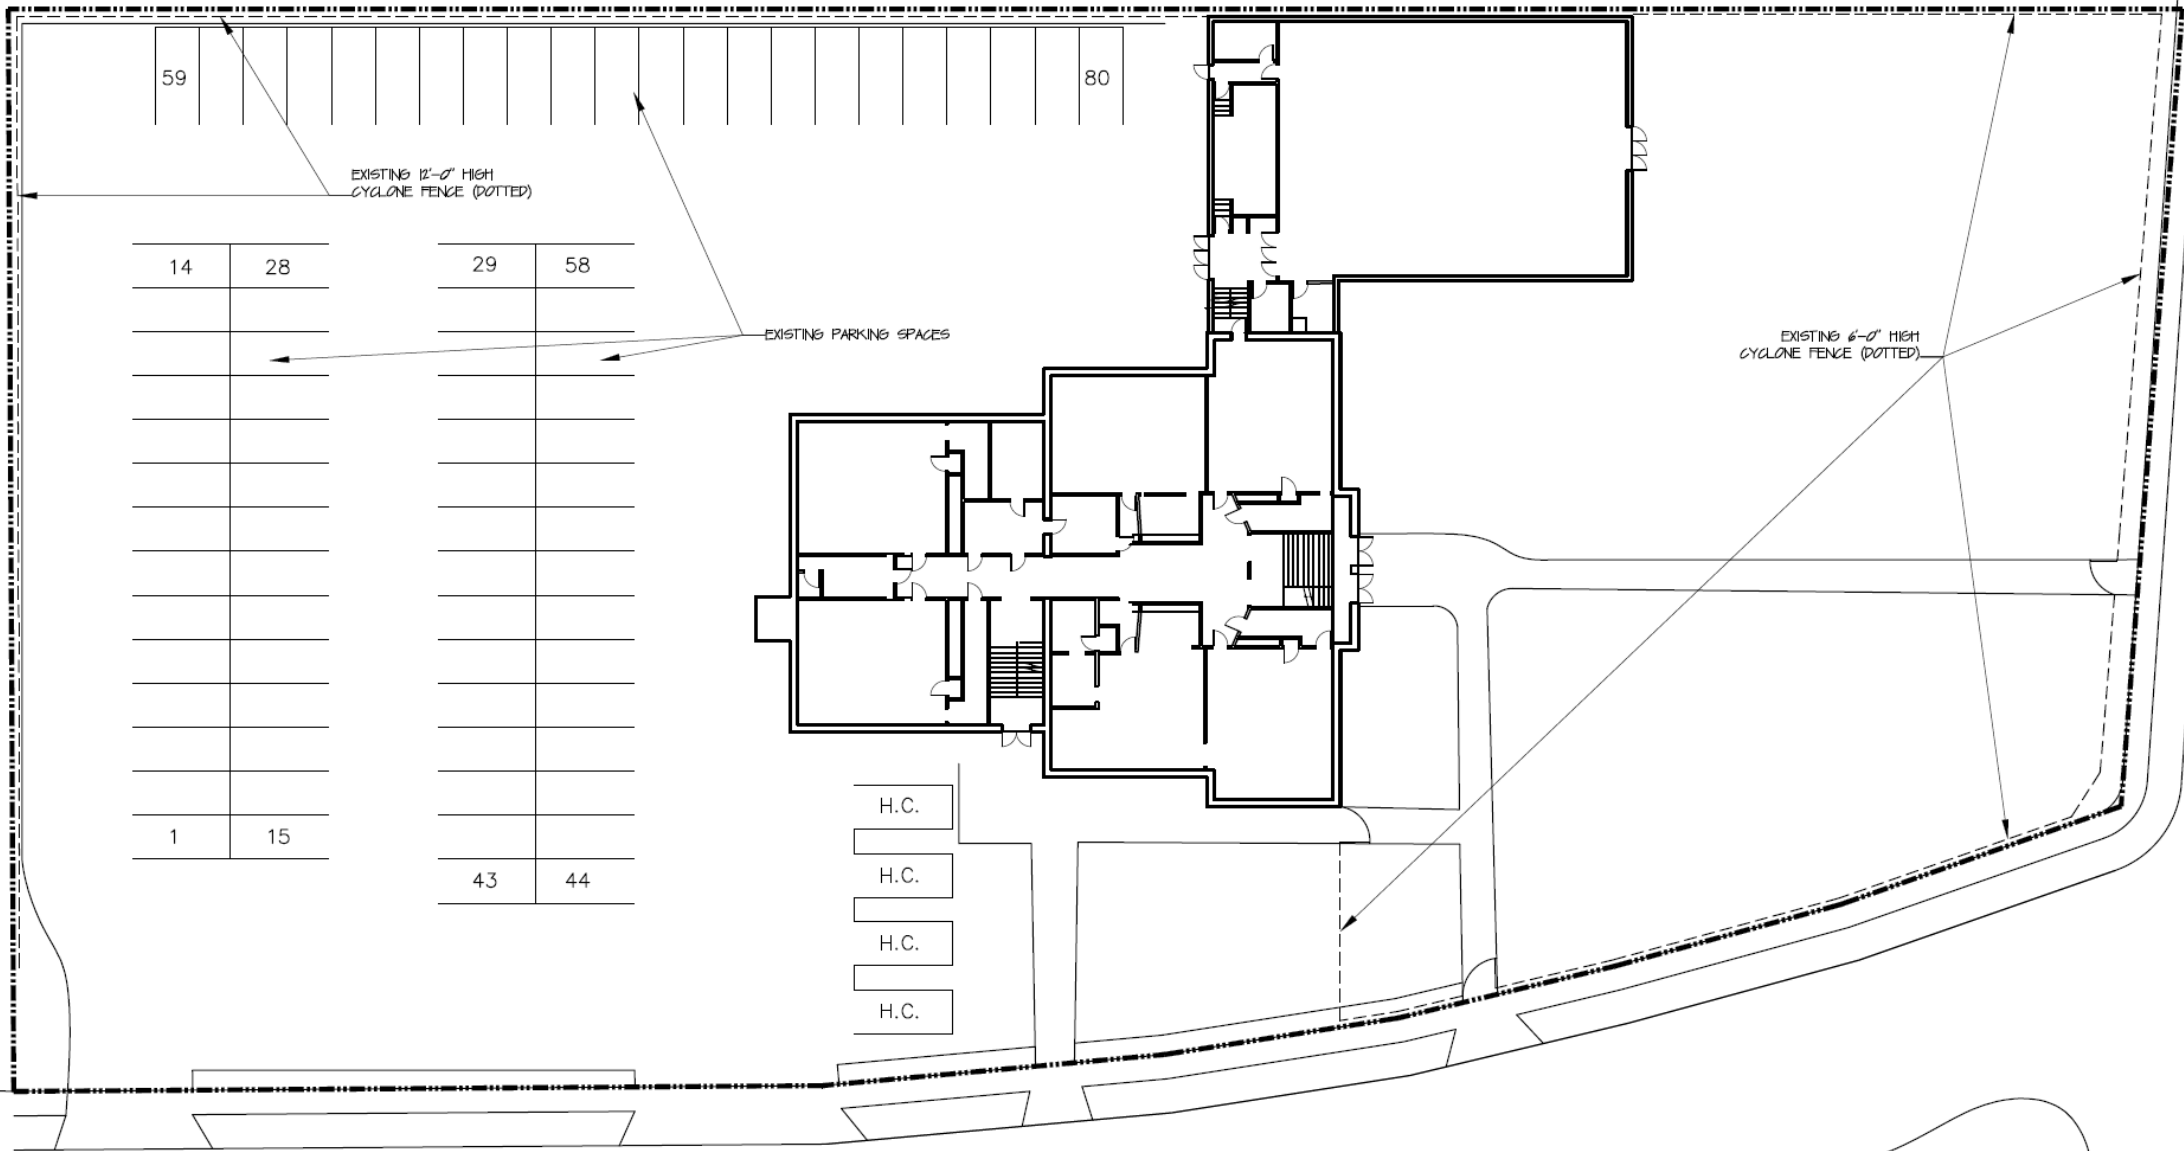 59
80
EXISTING 12'-0" HIGH
CYCLONE FENCE (DOTTED)
14
28
29
58
EXISTING PARKING SPACES
EXISTING 6'-0" HIGH
CYCLONE FENCE (DOTTED)
H.C.
1
15
H.C.
43
44
H.C.
H.C.